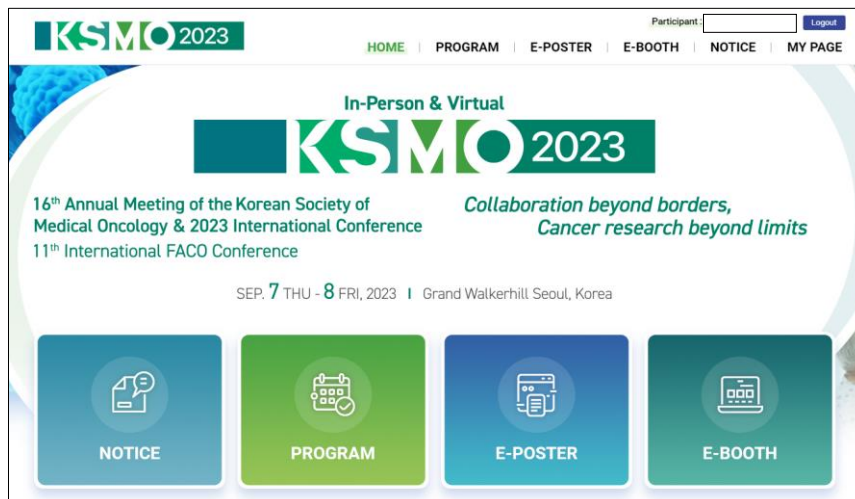 KSMO 2023
Participant :
Logout
HOME | PROGRAM | E-POSTER | E-BOOTH | NOTICE | MY PAGE
In-Person & Virtual
KSMO 2023
16th Annual Meeting of the Korean Society of
Medical Oncology & 2023 International Conference
11th International FACO Conference
Collaboration beyond borders,
Cancer research beyond limits
SEP. 7 THU - 8 FRI, 2023 I Grand Walkerhill Seoul, Korea
NOTICE
PROGRAM
E-POSTER
E-BOOTH